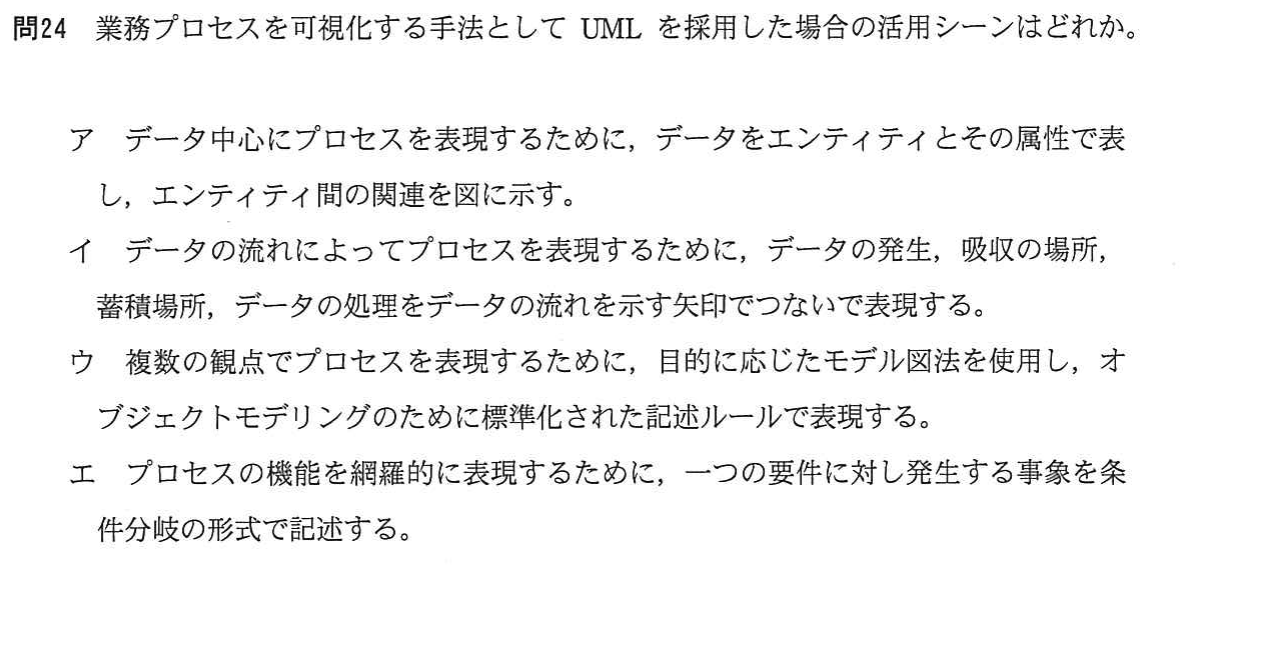 問24 業務プロセスを可視化する手法として UML を採用した場合の活用シーンはどれか。
ア データ中心にプロセスを表現するために，データをエンティティとその属性で表
し，エンティティ間の関連を図に示す。
イ データの流れによってプロセスを表現するために，データの発生，吸収の場所，
蓄積場所，データの処理をデータの流れを示す矢印でつないで表現する。
ウ 複数の観点でプロセスを表現するために，目的に応じたモデル図法を使用し，オ
ブジェクトモデリングのために標準化された記述ルールで表現する。
エ プロセスの機能を網羅的に表現するために，一つの要件に対し発生する事象を条
件分岐の形式で記述する。